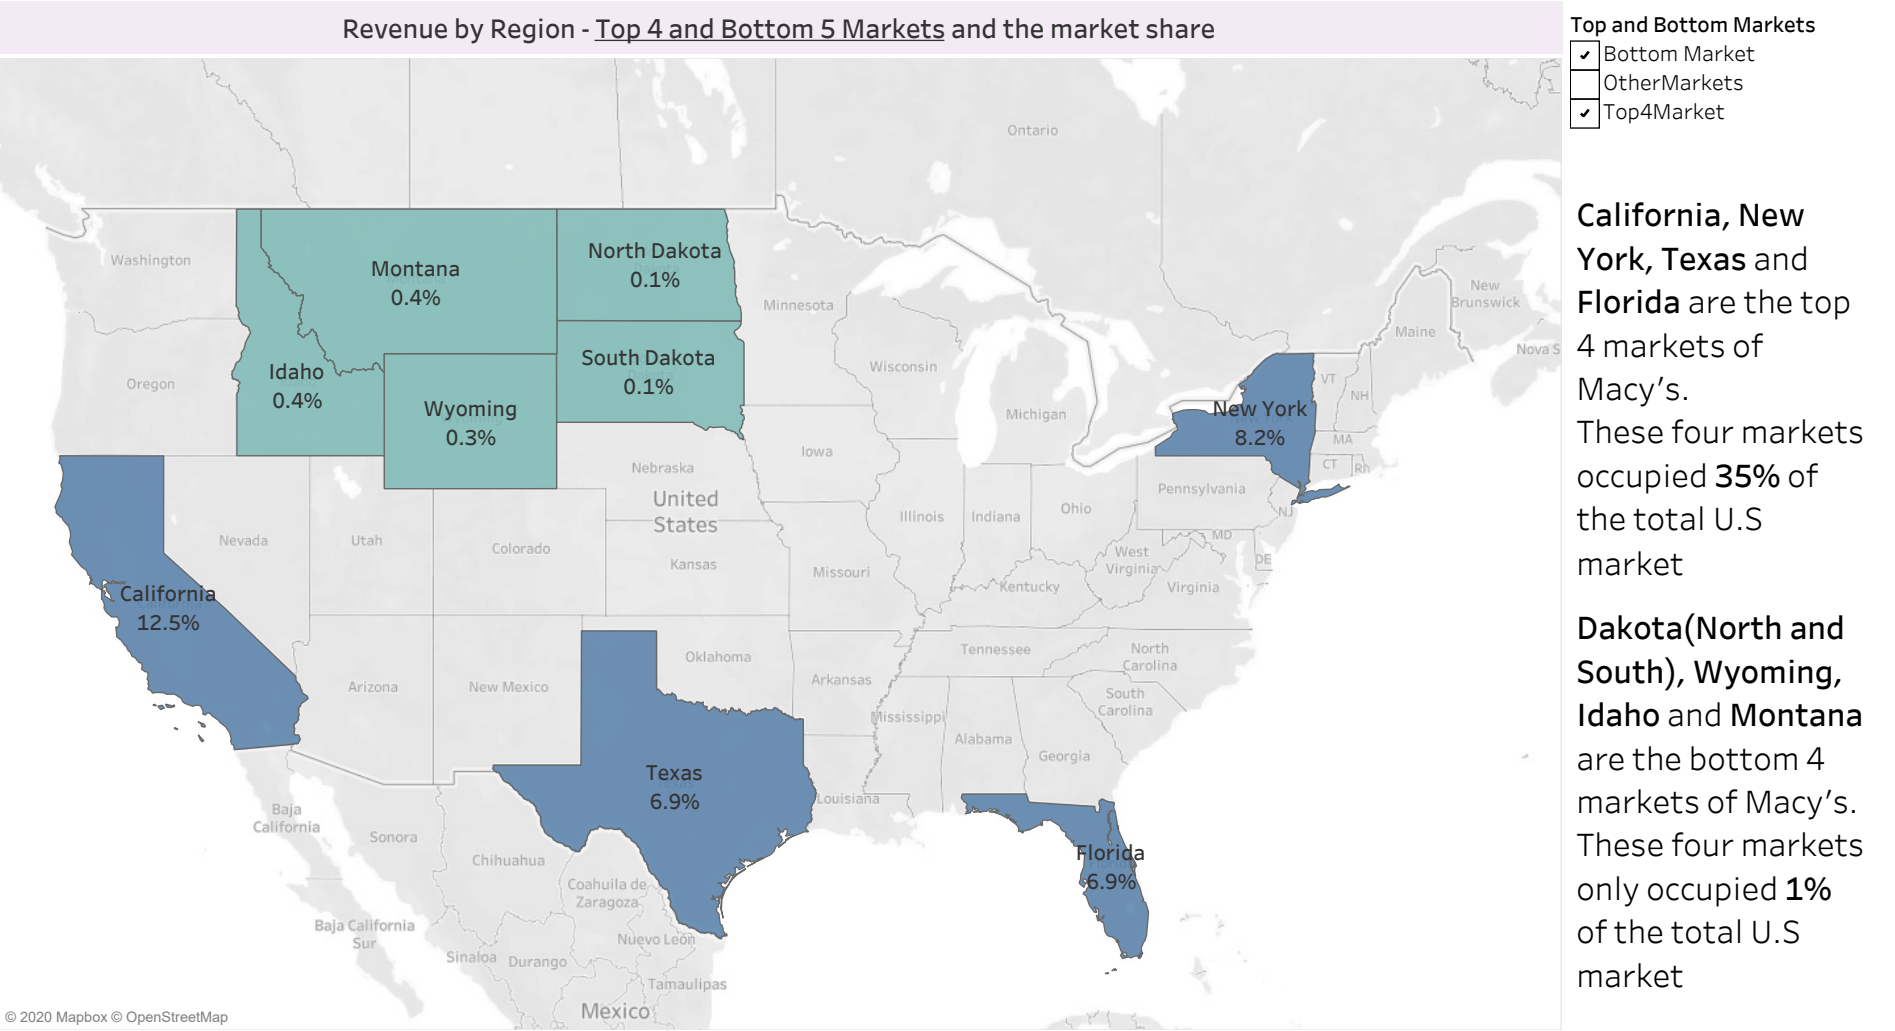 Revenue by Region - Top 4 and Bottom 5 Markets and the market share
Top and Bottom Markets
Bottom Market
OtherMarkets
Top4Market
California, New
York, Texas and
Florida are the top
4 markets of
Macy's.
These four markets
occupied 35% of
the total U.S
market
Dakota(North and
South), Wyoming,
Idaho and Montana
are the bottom 4
markets of Macy's.
These four markets
only occupied 1%
of the total U.S
market
Ontario
Washington
Montana
0.4%
North Dakota
0.1%
Minnesota
New
Brunswick
Maine
Nova S
Oregon
Idaho
0.4%
Wyoming
0.3%
South Dakota
0.1%
Wisconsin
Michigan
New York
8.2%
VT
NH
MA
CT
RI
Nebraska
Iowa
United
States
Pennsylvania
NJ
Nevada
Utah
Colorado
Kansas
Missouri
Illinois
Indiana
Ohio
West
Virginia
MD
DE
Virginia
Kentucky
California
12.5%
Arizona
New Mexico
Oklahoma
Arkansas
Tennessee
North
Carolina
South
Carolina
Mississippi
Alabama
Georgia
Texas
6.9%
Louisiana
Florida
6.9%
Baja
California
Sonora
Chihuahua
Coahuila de
Zaragoza
Baja California
Sur
Sinaloa
Durango
Nuevo León
Tamaulipas
Mexico
© 2020 Mapbox © OpenStreetMap